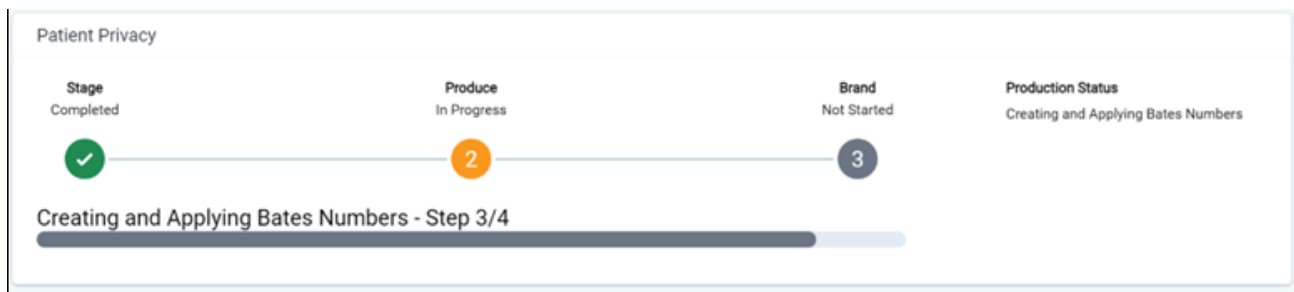 Patient Privacy
Stage
Completed
Produce
In Progress
Brand
Not Started
Production Status
Creating and Applying Bates Numbers
2
3
Creating and Applying Bates Numbers - Step 3/4